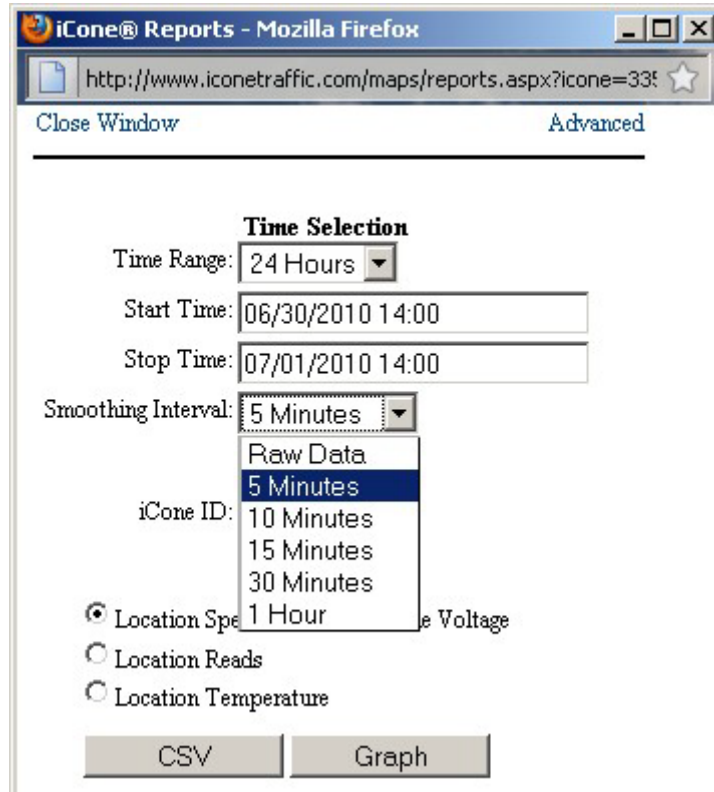 iCone® Reports - Mozilla Firefox
http://www.iconetraffic.com/maps/reports.aspx?icone=335
Close Window Advanced
Time Selection
Time Range: 24 Hours
Start Time: 06/30/2010 14:00
Stop Time: 07/01/2010 14:00
Smoothing Interval: 5 Minutes
Raw Data
5 Minutes
iCone ID:
10 Minutes
15 Minutes
30 Minutes
1 Hour
Location Spe e Voltage
Location Reads
Location Temperature
CSV Graph